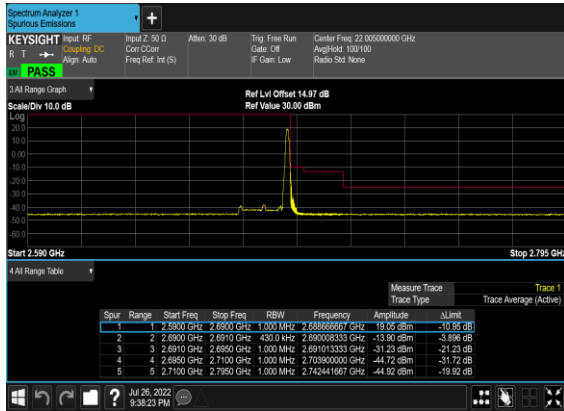 Spectrum Analyzer 1
Spurious Emissions
+
KEYSIGHT Input: RF Input Z: 50 Ω Atten: 30 dB Trig: Free Run Center Freq: 22.005000000 GHz
R T Coupling: DC Corr CCorr Gate: Off Avg|Hold: 100/100
Align: Auto Freq Ref: Int (S) IF Gain: Low Radio Std: None
LU PASS
3 All Range Graph Ref Lvl Offset 14.97 dB
Scale/Div 10.0 dB Ref Value 30.00 dBm
Log
20.0
10.0
0.00
-10.0
-20.0
-30.0
-40.0
-50.0
-60.0
Start 2.590 GHz Stop 2.795 GHz
4 All Range Table
Measure Trace Trace 1
Trace Type Trace Average (Active)
Spur Range Start Freq Stop Freq RBW Frequency Amplitude ΔLimit
1 1 2.5900 GHz 2.6900 GHz 1.000 MHz 2.688666667 GHz 19.05 dBm -10.95 dB
2 2 2.6900 GHz 2.6910 GHz 430.0 kHz 2.690008333 GHz -13.90 dBm -3.896 dB
3 3 2.6910 GHz 2.6950 GHz 1.000 MHz 2.691013333 GHz -31.23 dBm -21.23 dB
4 4 2.6950 GHz 2.7100 GHz 1.000 MHz 2.703900000 GHz -44.72 dBm -31.72 dB
5 5 2.7100 GHz 2.7950 GHz 1.000 MHz 2.742441667 GHz -44.92 dBm -19.92 dB
? Jul 26, 2022
9:38:23 PM